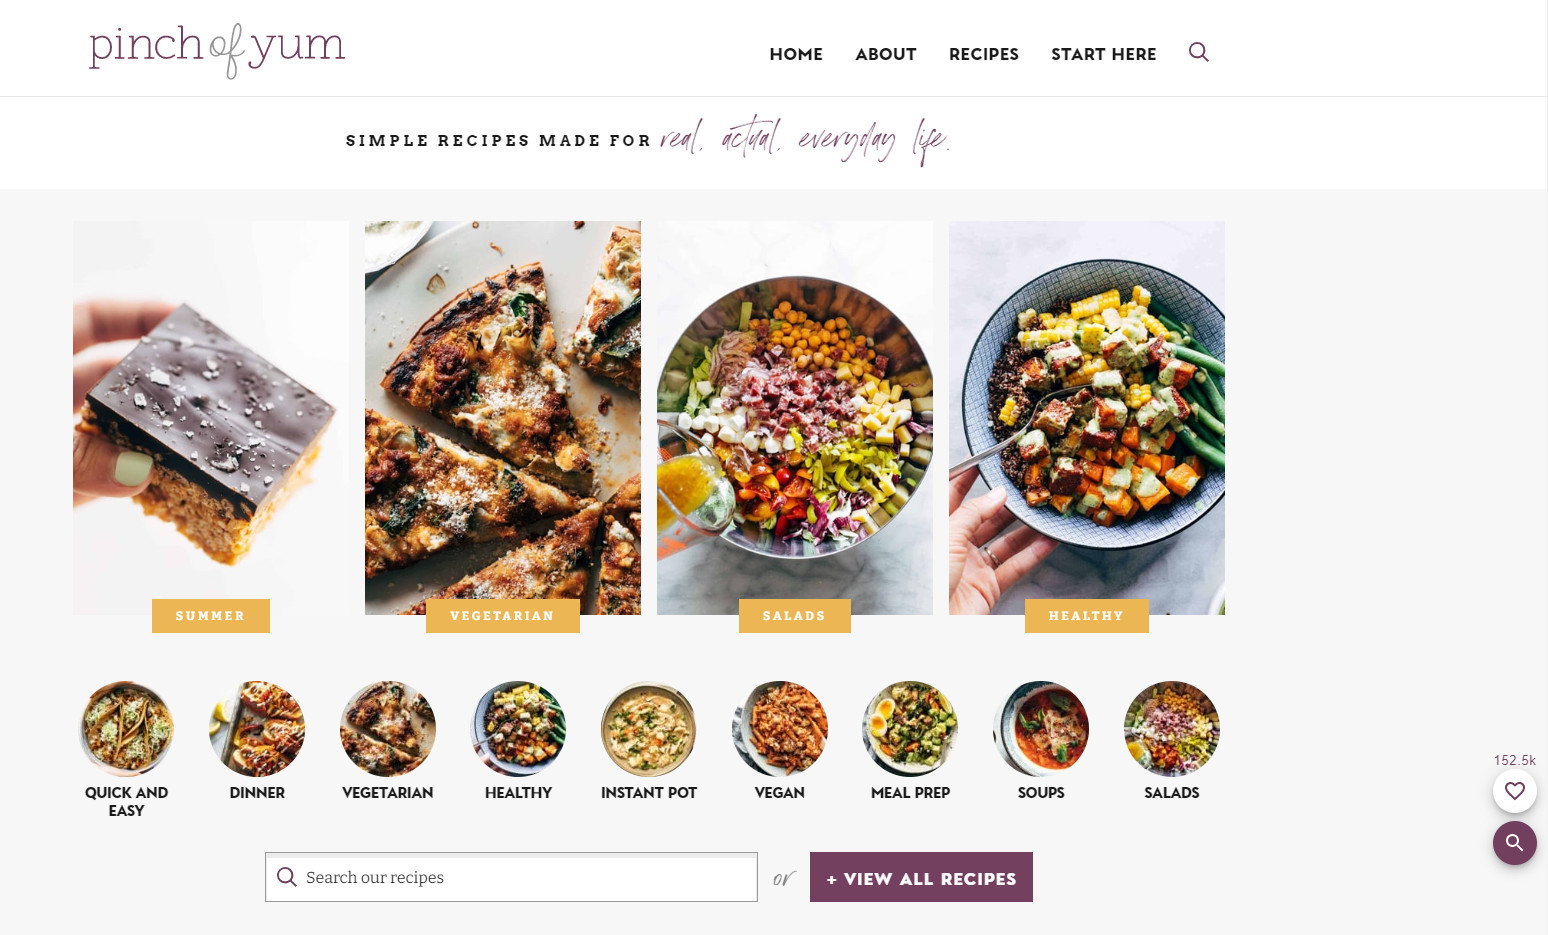 pinch of yum
HOME ABOUT RECIPES START HERE
SIMPLE RECIPES MADE FOR real, actual, everyday life.
SUMMER VEGETARIAN SALADS HEALTHY
QUICK AND EASY DINNER VEGETARIAN HEALTHY INSTANT POT VEGAN MEAL PREP SOUPS SALADS
152.5k
Search our recipes or + VIEW ALL RECIPES